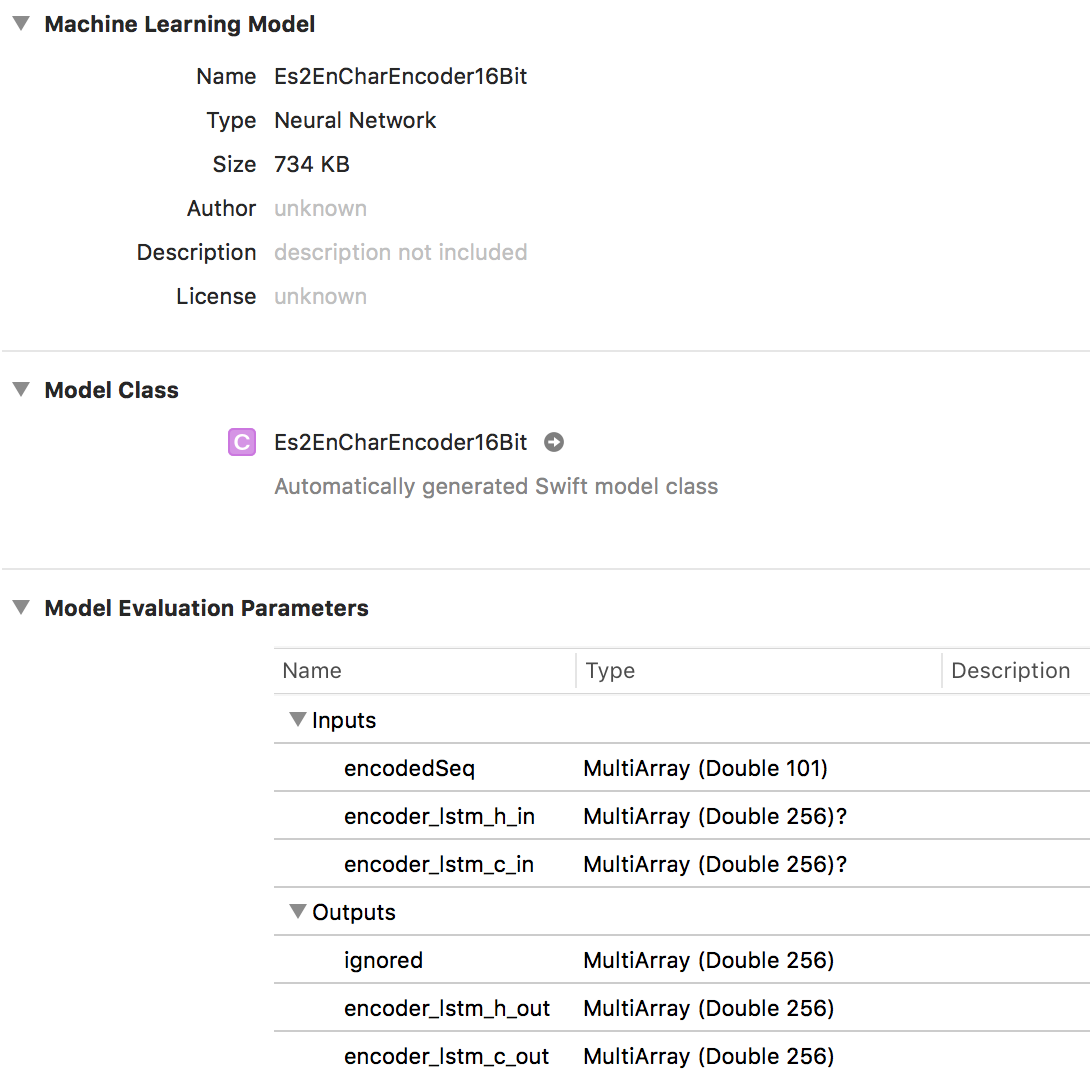 Machine Learning Model
Name Es2EnCharEncoder16Bit
Type Neural Network
Size 734 KB
Author unknown
Description description not included
License unknown
Model Class
C Es2EnCharEncoder16Bit
Automatically generated Swift model class
Model Evaluation Parameters
Name Type Description
Inputs
encodedSeq MultiArray (Double 101)
encoder_lstm_h_in MultiArray (Double 256)?
encoder_lstm_c_in MultiArray (Double 256)?
Outputs
ignored MultiArray (Double 256)
encoder_lstm_h_out MultiArray (Double 256)
encoder_lstm_c_out MultiArray (Double 256)